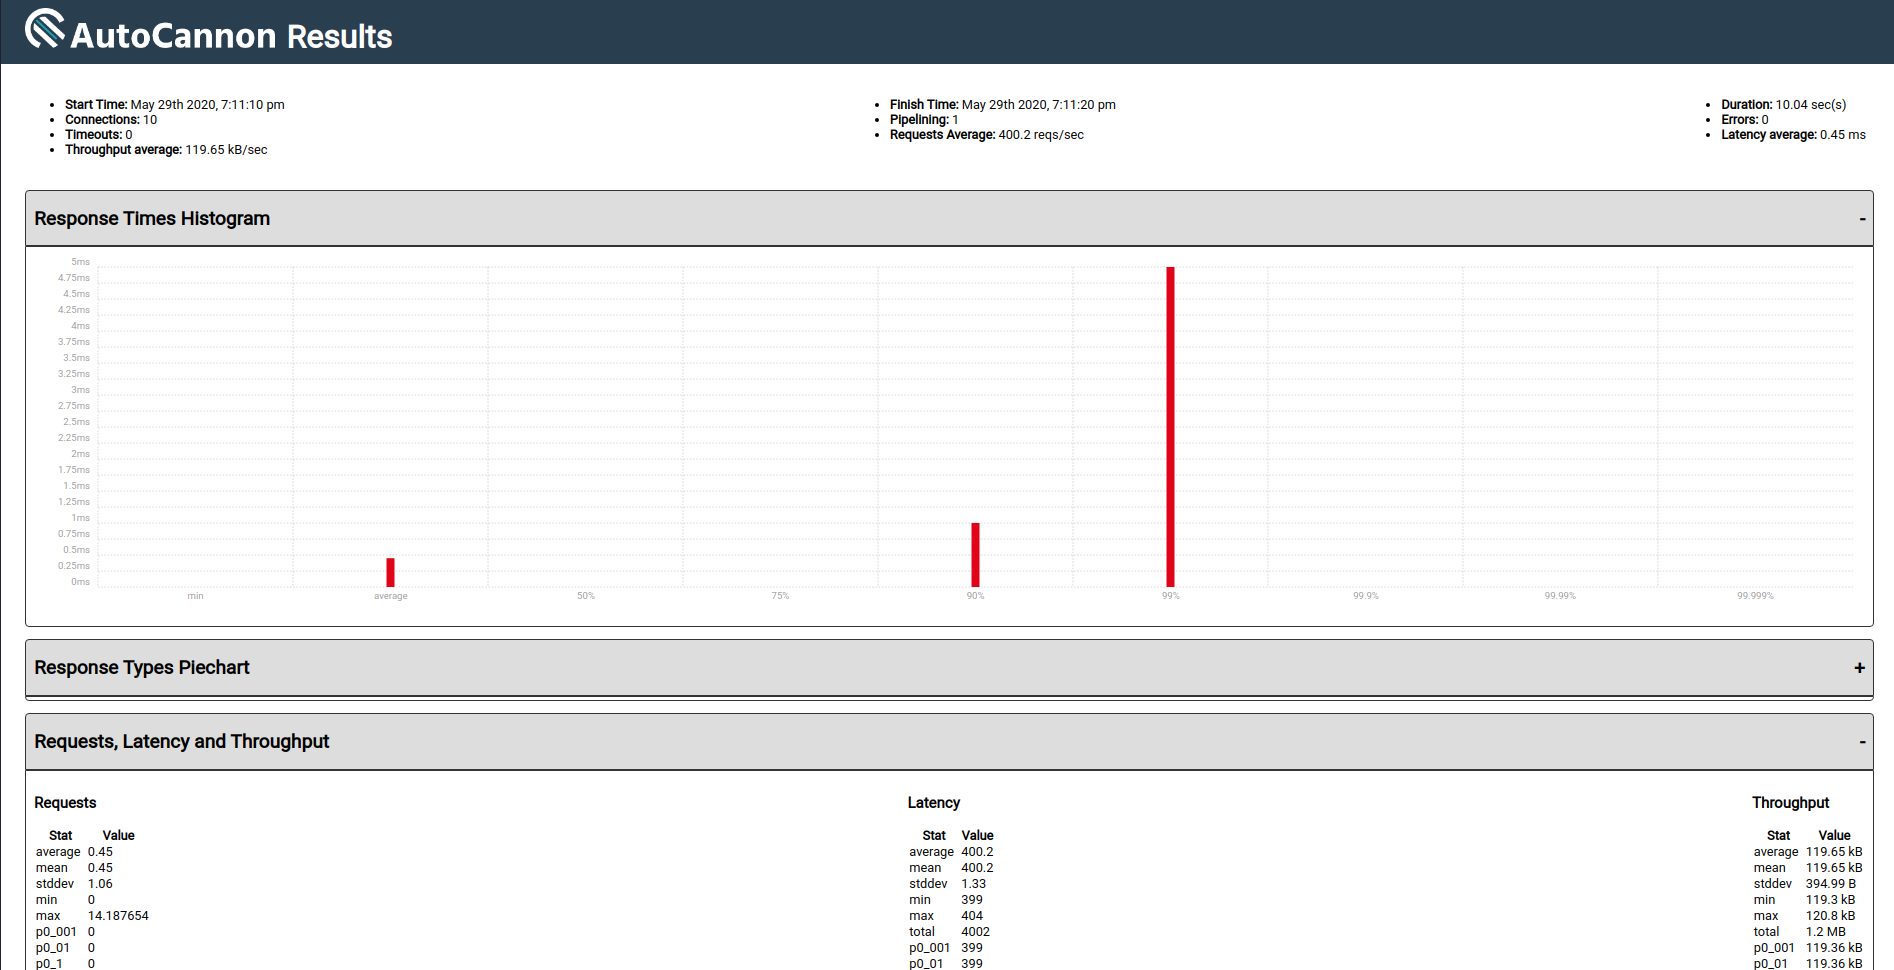 AutoCannon Results
Start Time: May 29th 2020, 7:11:10 pm
Connections: 10
Timeouts: 0
Throughput average: 119.65 kB/sec
Finish Time: May 29th 2020, 7:11:20 pm
Pipelining: 1
Requests Average: 400.2 reqs/sec
Duration: 10.04 sec(s)
Errors: 0
Latency average: 0.45 ms
Response Times Histogram -
5ms
4.75ms
4.5ms
4.25ms
4ms
3.75ms
3.5ms
3.25ms
3ms
2.75ms
2.5ms
2.25ms
2ms
1.75ms
1.5ms
1.25ms
1ms
0.75ms
0.5ms
0.25ms
0ms
min average 50% 75% 90% 99% 99.9% 99.99% 99.999%
Response Types Piechart +
Requests, Latency and Throughput -
Requests
Stat Value
average 0.45
mean 0.45
stddev 1.06
min 0
max 14.187654
p0_001 0
p0_01 0
p0_1 0
Latency
Stat Value
average 400.2
mean 400.2
stddev 1.33
min 399
max 404
total 4002
p0_001 399
p0_01 399
Throughput
Stat Value
average 119.65 kB
mean 119.65 kB
stddev 394.99 B
min 119.3 kB
max 120.8 kB
total 1.2 MB
p0_001 119.36 kB
p0_01 119.36 kB